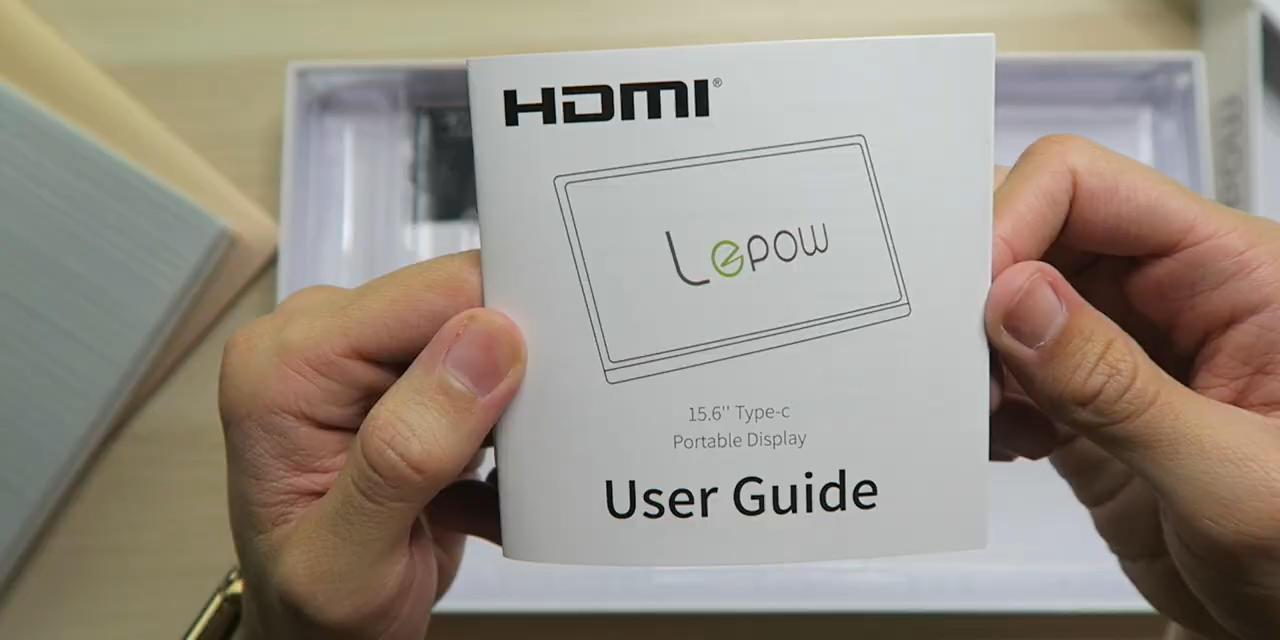 HDMI®
Lepow
15.6'' Type-c
Portable Display
User Guide